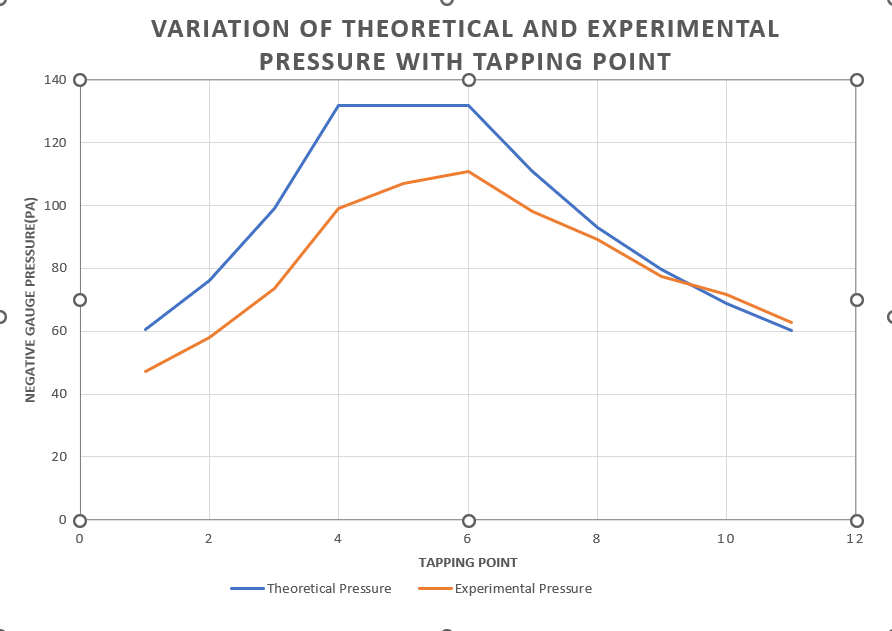 VARIATION OF THEORETICAL AND EXPERIMENTAL
PRESSURE WITH TAPPING POINT
140
120
100
80
60
40
20
0
NEGATIVE GAUGE PRESSURE(PA)
0 2 4 6 8 10 12
TAPPING POINT
Theoretical Pressure Experimental Pressure